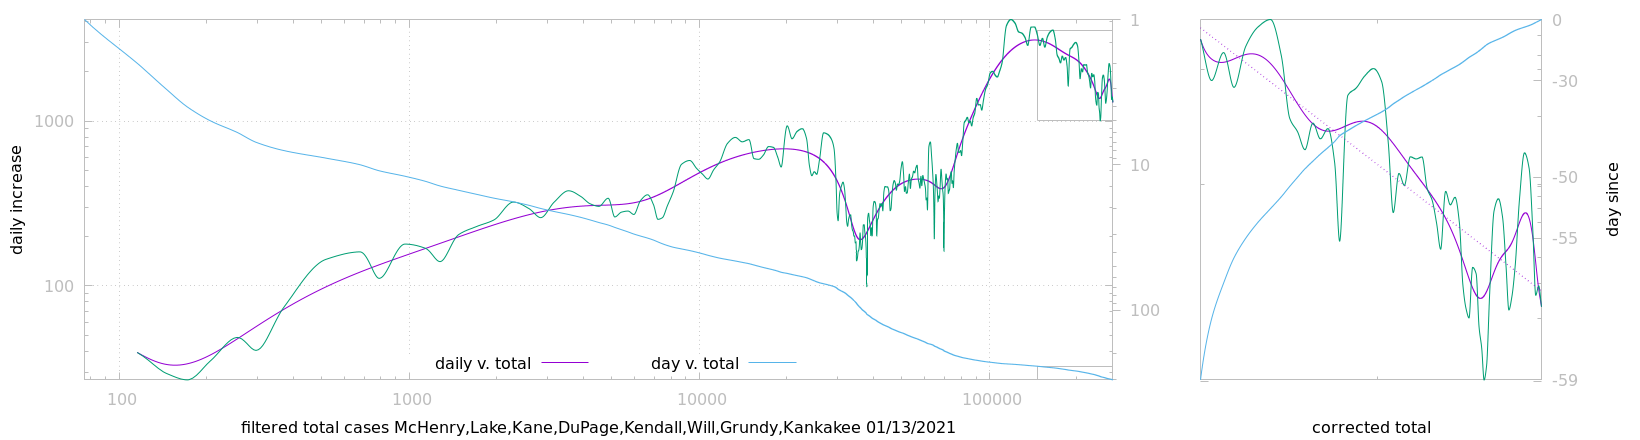 1
0
-30
1000
daily increase
10
-50
day since
-55
100
100
daily v. total
day v. total
-59
100
1000
10000
100000
filtered total cases McHenry,Lake,Kane,DuPage,Kendall,Will,Grundy,Kankakee 01/13/2021
corrected total